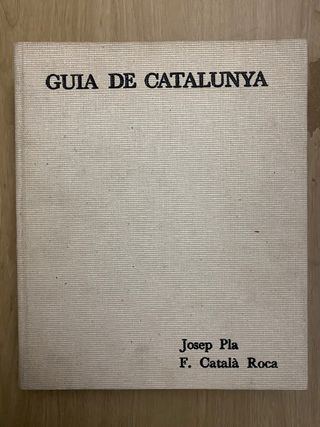 GUIA DE CATALUNYA
Josep Pla
F. Català Roca